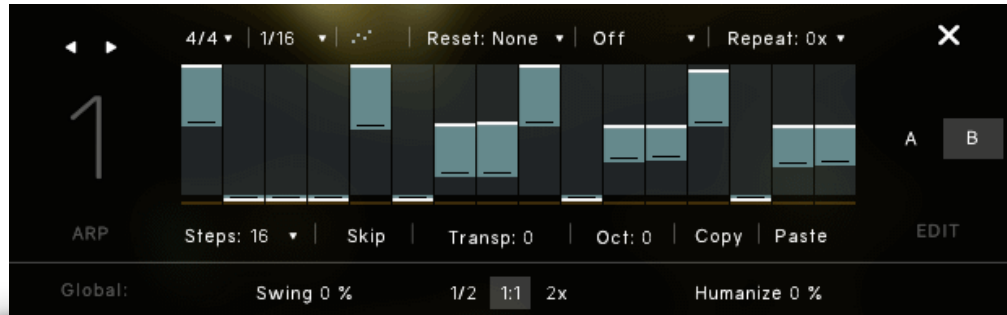 4/4 1/16 Reset: None Off Repeat: 0x
1
A B
ARP
Steps: 16 Skip Transp: 0 Oct: 0 Copy Paste
EDIT
Global: Swing 0 % 1/2 1:1 2x Humanize 0 %